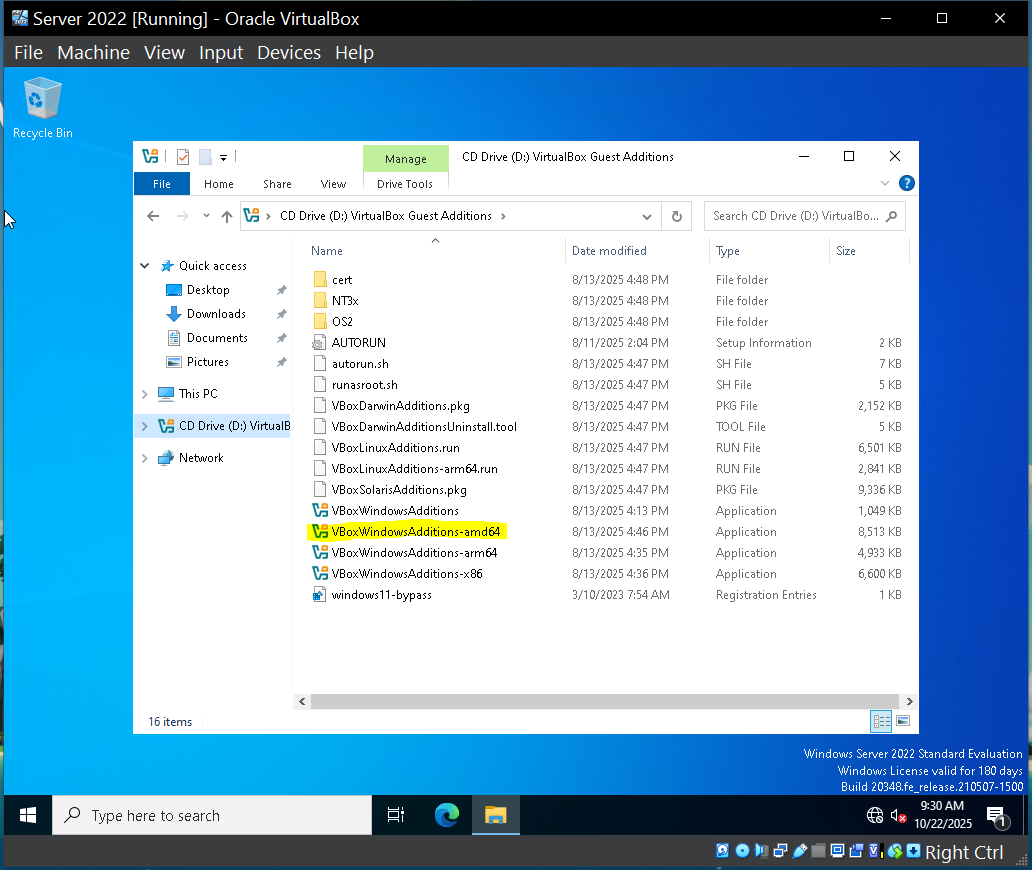 Server 2022 [Running] - Oracle VirtualBox
File Machine View Input Devices Help
Recycle Bin
Manage CD Drive (D:) VirtualBox Guest Additions
File Home Share View Drive Tools
CD Drive (D:) VirtualBox Guest Additions Search CD Drive (D:) VirtualBo...
Name Date modified Type Size
Quick access
Desktop
Downloads
Documents
Pictures
This PC
CD Drive (D:) VirtualB
Network
cert 8/13/2025 4:48 PM File folder
NT3x 8/13/2025 4:48 PM File folder
OS2 8/13/2025 4:48 PM File folder
AUTORUN 8/11/2025 2:04 PM Setup Information 2 KB
autorun.sh 8/13/2025 4:47 PM SH File 7 KB
runasroot.sh 8/13/2025 4:47 PM SH File 5 KB
VBoxDarwinAdditions.pkg 8/13/2025 4:47 PM PKG File 2,152 KB
VBoxDarwinAdditionsUninstall.tool 8/13/2025 4:47 PM TOOL File 5 KB
VBoxLinuxAdditions.run 8/13/2025 4:47 PM RUN File 6,501 KB
VBoxLinuxAdditions-arm64.run 8/13/2025 4:47 PM RUN File 2,841 KB
VBoxSolarisAdditions.pkg 8/13/2025 4:47 PM PKG File 9,336 KB
VBoxWindowsAdditions 8/13/2025 4:13 PM Application 1,049 KB
VBoxWindowsAdditions-amd64 8/13/2025 4:46 PM Application 8,513 KB
VBoxWindowsAdditions-arm64 8/13/2025 4:35 PM Application 4,933 KB
VBoxWindowsAdditions-x86 8/13/2025 4:36 PM Application 6,600 KB
windows11-bypass 3/10/2023 7:54 AM Registration Entries 1 KB
16 items
Windows Server 2022 Standard Evaluation
Windows License valid for 180 days
Build 20348.fe_release.210507-1500
Type here to search
9:30 AM
10/22/2025
1
Right Ctrl